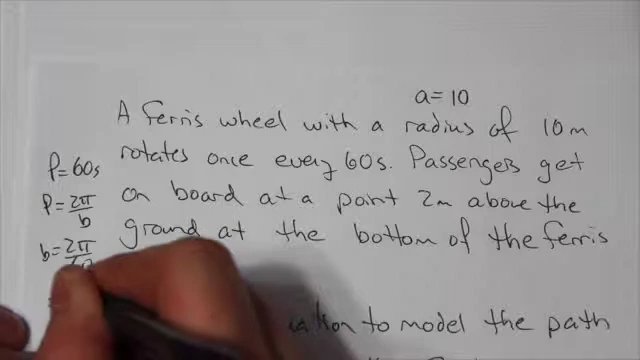 a = 10
A ferris wheel with a radius of 10m
P = 60s
rotates once every 60s. Passengers get
P = 2π/b
on board at a point 2m above the
b = 2π/60
ground at the bottom of the ferris
=
to model the path